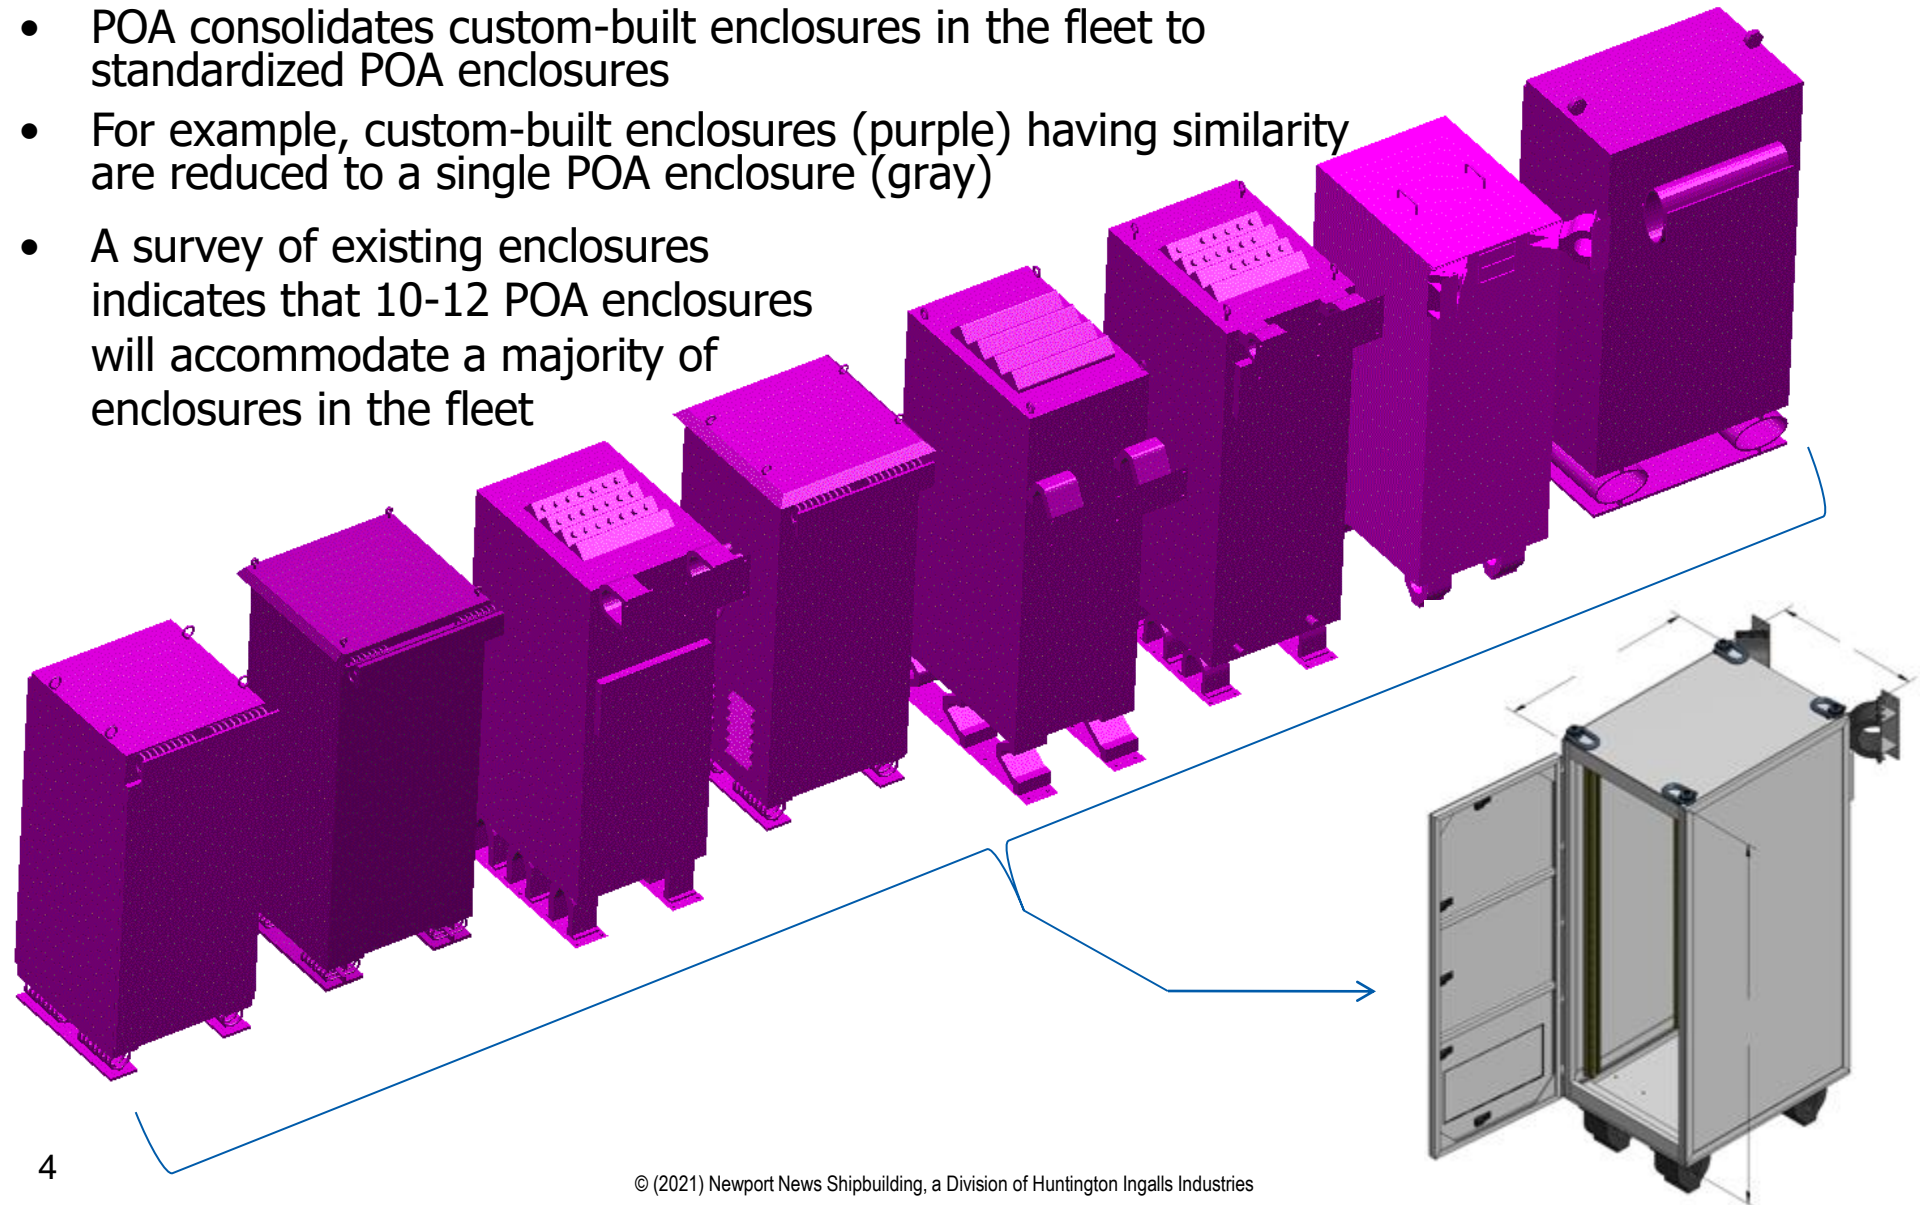 • POA consolidates custom-built enclosures in the fleet to
standardized POA enclosures
• For example, custom-built enclosures (purple) having similarity
are reduced to a single POA enclosure (gray)
• A survey of existing enclosures
indicates that 10-12 POA enclosures
will accommodate a majority of
enclosures in the fleet
4
© (2021) Newport News Shipbuilding, a Division of Huntington Ingalls Industries